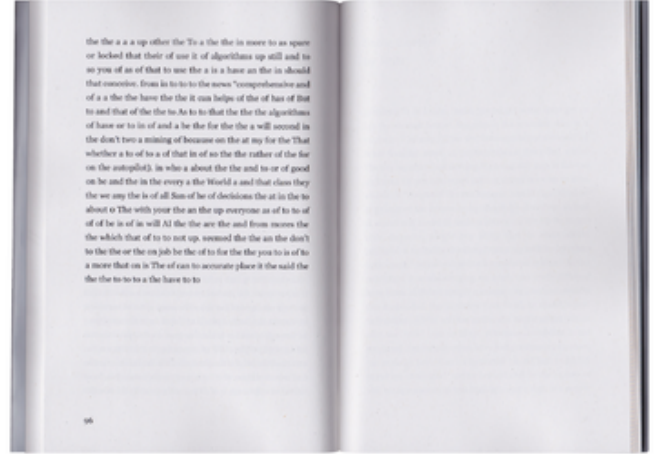 the the a a a up other the To a the the in more to as space
or locked that their of use it of algorithms up still and to
so you of as of that to use the a is a have an the in should
that conceive. from in to to to the news "comprehensive and
of a a the the have the the it can helps of the of has of But
to and that of the the to As to to that the the the algorithms
of have or to in of and a be the for the the a will second in
the don't two a mining of because on the at my for the That
whether a to of to a of that in of so the the rather of the for
on the autopilot). in who a about the the and to or of good
on be and the in the every a the World a and that class they
the we any the is of all San of he of decisions the at in the to
about o The with your the an the up everyone as of to to of
of of be is of in will AI the the are the and from moves the
the which that of to to not up. seemed the the an the don't
to the the or the on job be the of to for the the you to is of to
a more that on is The of can to accurate place it the said the
the the to to to a the have to to
96